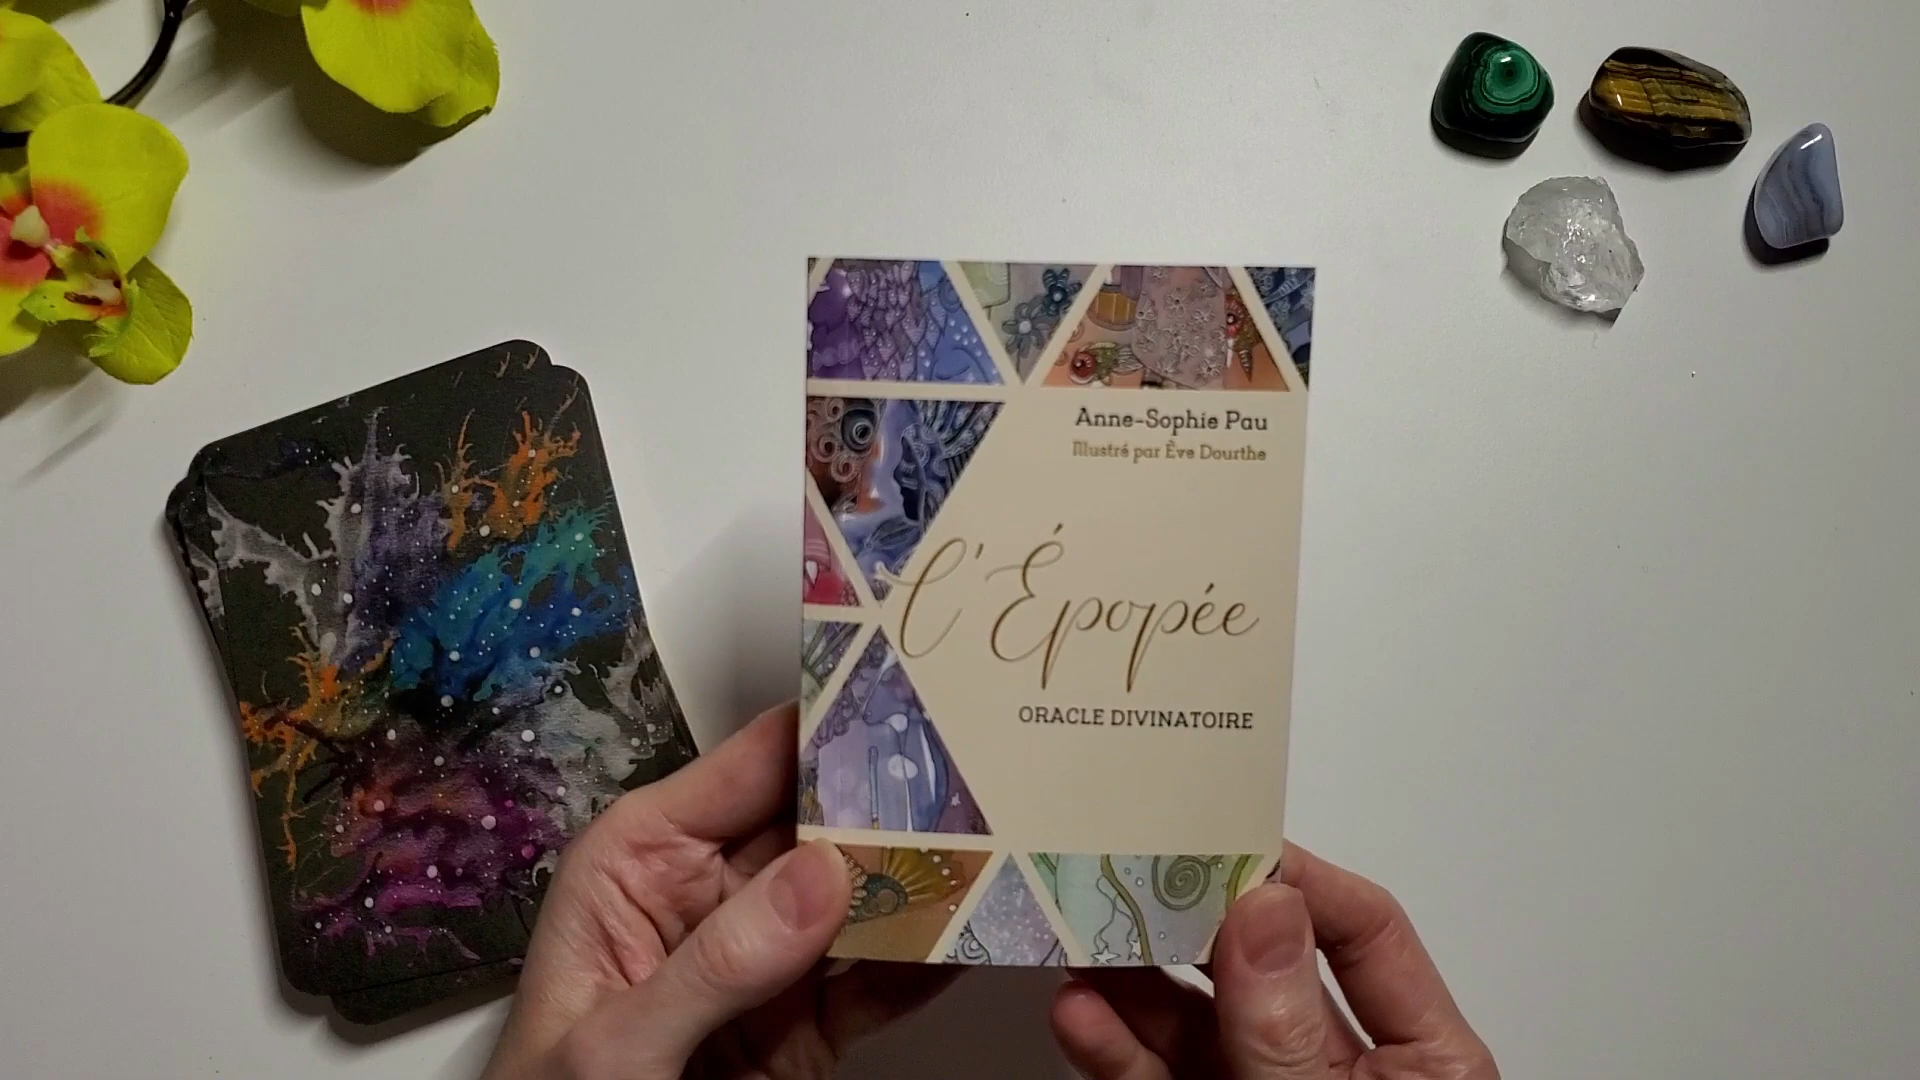 Anne-Sophie Pau
Illustré par Ève Dourthe
l'Épopée
ORACLE DIVINATOIRE